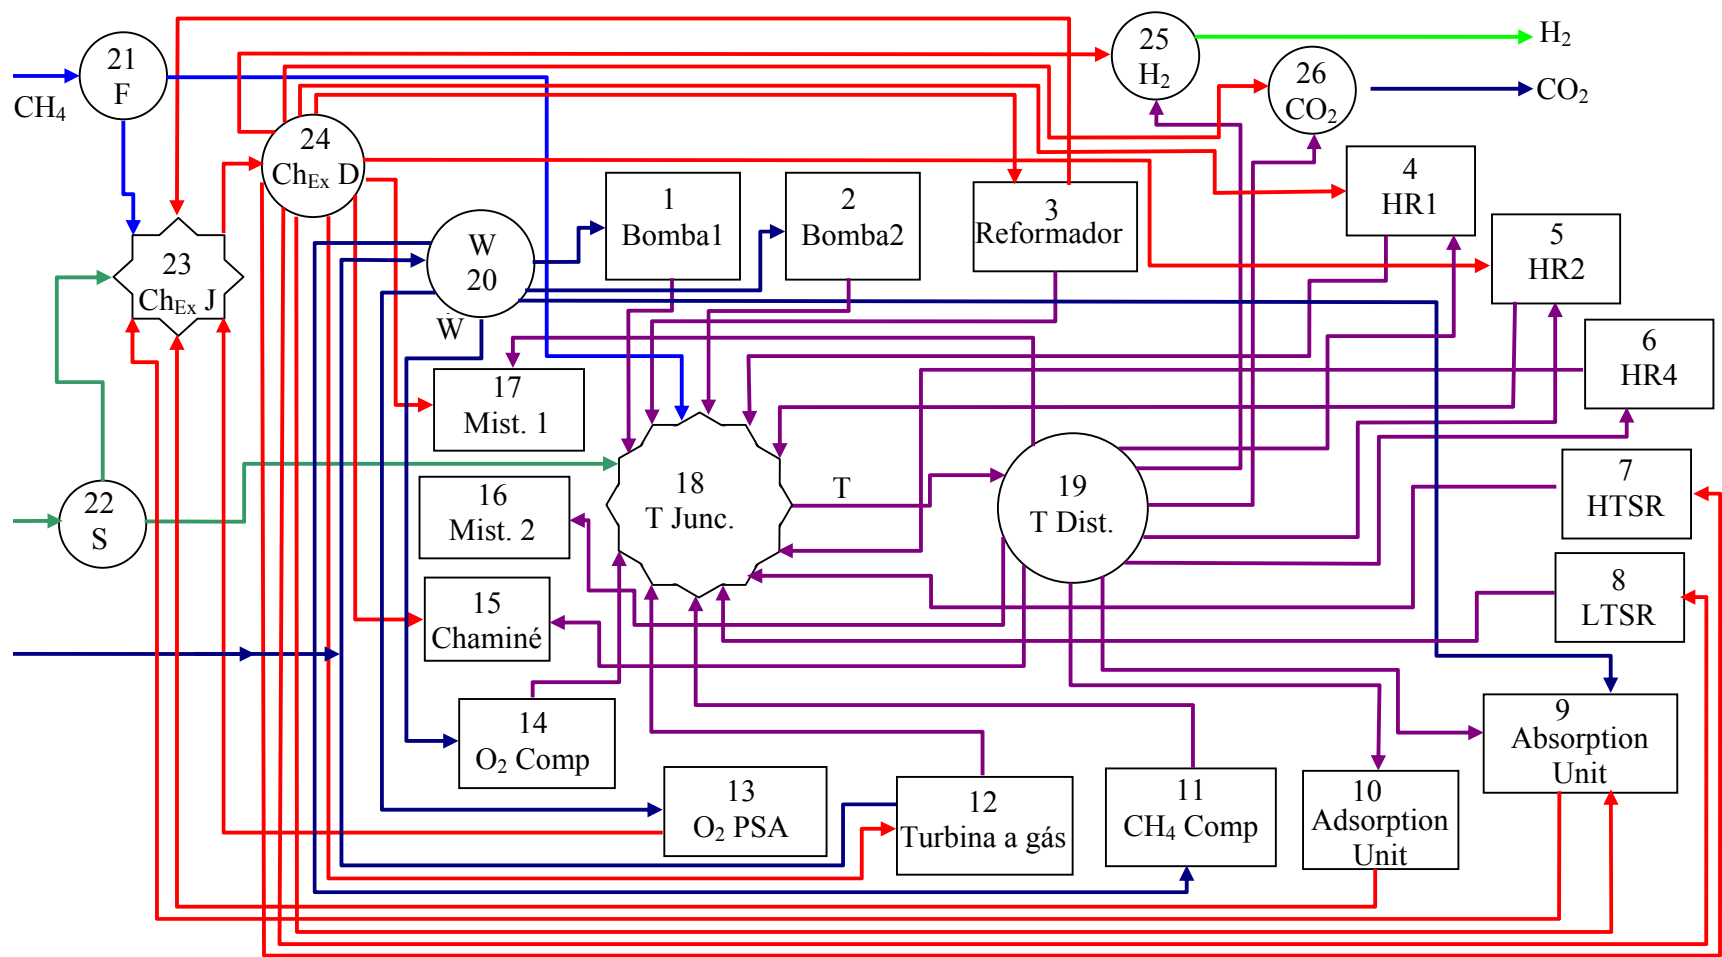 21
F
CH₄
25
H₂
H₂
26
CO₂
CO₂
24
Ch_Ex D
1
Bomba1
2
Bomba2
3
Reformador
4
HR1
5
HR2
W
20
Ẇ
23
Ch_Ex J
6
HR4
17
Mist. 1
7
HTSR
18
T Junc.
T
19
T Dist.
16
Mist. 2
22
S
8
LTSR
15
Chaminé
9
Absorption
Unit
14
O₂ Comp
13
O₂ PSA
12
Turbina a gás
11
CH₄ Comp
10
Adsorption
Unit